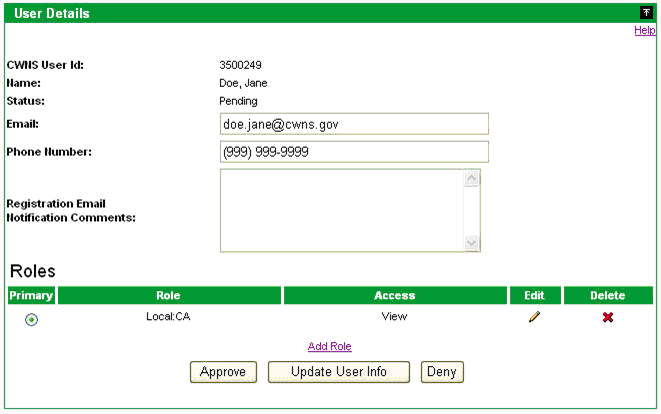 User Details
Help
CWNS User Id: 3500249
Name: Doe, Jane
Status: Pending
Email: doe.jane@cwns.gov
Phone Number: (999) 999-9999
Registration Email
Notification Comments:
Roles
Primary Role Access Edit Delete
Local:CA View
Add Role
Approve Update User Info Deny